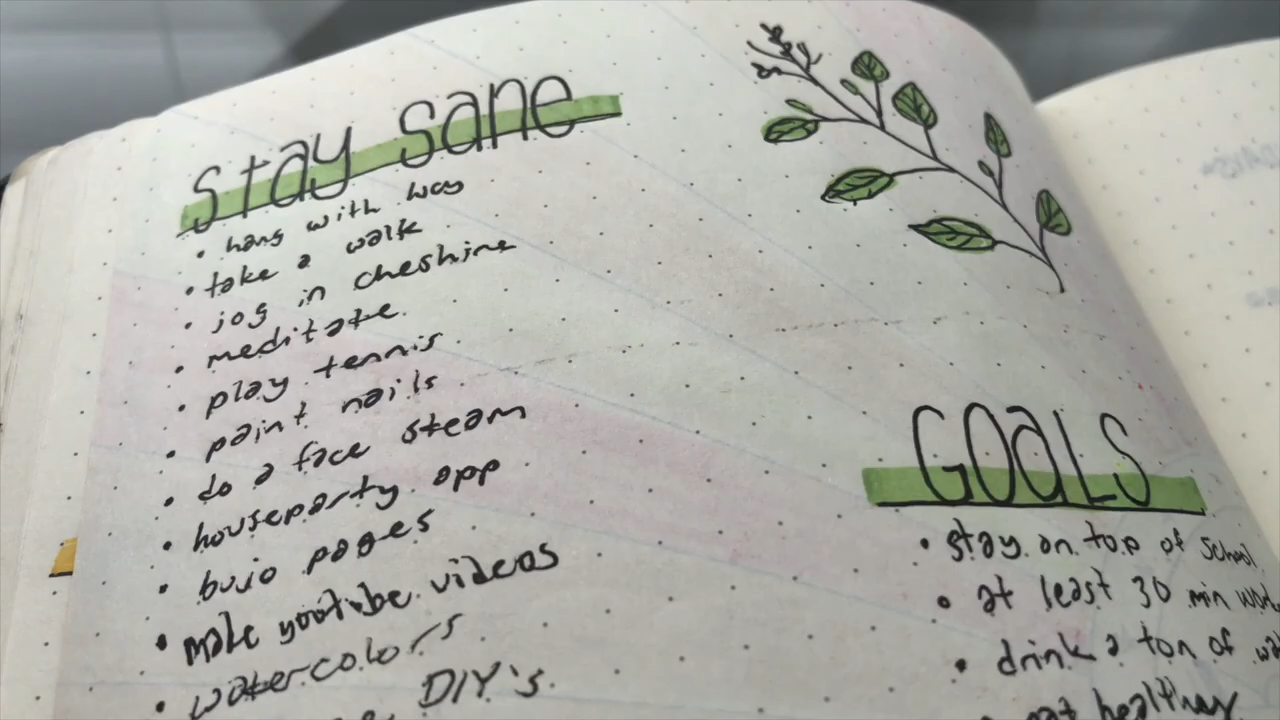 stay sane
• hang with
• take a walk
• jog in cheshire
• meditate
• play tennis
• paint nails
• do a face steam
• houseparty app
• bujo pages
• make youtube videos
• watercolors
DIY's
GOALS
• stay on top of school
• at least 30 min
• drink a ton of
eat healthy